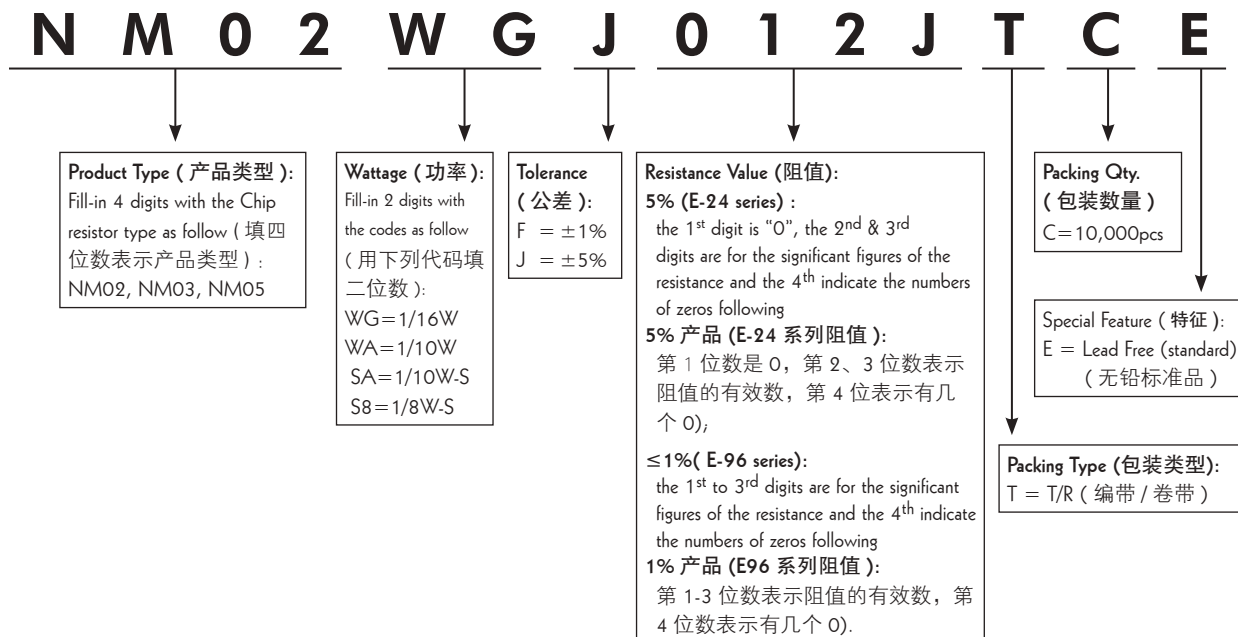 NM02 WG J 012J T C E
Product Type ( 产品类型 ):
Fill-in 4 digits with the Chip
resistor type as follow ( 填四
位数表示产品类型 ) :
NM02, NM03, NM05
Wattage ( 功率 ):
Fill-in 2 digits with
the codes as follow
( 用下列代码填
二位数 ):
WG=1/16W
WA=1/10W
SA=1/10W-S
S8=1/8W-S
Tolerance
( 公差 ):
F = ±1%
J = ±5%
Resistance Value (阻值):
5% (E-24 series) :
the 1st digit is “0”, the 2nd & 3rd
digits are for the significant figures of the
resistance and the 4th indicate the numbers
of zeros following
5% 产品 (E-24 系列阻值 ):
第 1 位数是 0，第 2、3 位数表示
阻值的有效数，第 4 位表示有几
个 0);
≤1%( E-96 series):
the 1st to 3rd digits are for the significant
figures of the resistance and the 4th indicate
the numbers of zeros following
1% 产品 (E96 系列阻值 ):
第 1-3 位数表示阻值的有效数，第
4 位数表示有几个 0).
Packing Qty.
( 包装数量 )
C=10,000pcs
Special Feature ( 特征 ):
E = Lead Free (standard)
( 无铅标准品 )
Packing Type (包装类型):
T = T/R ( 编带 / 卷带 )